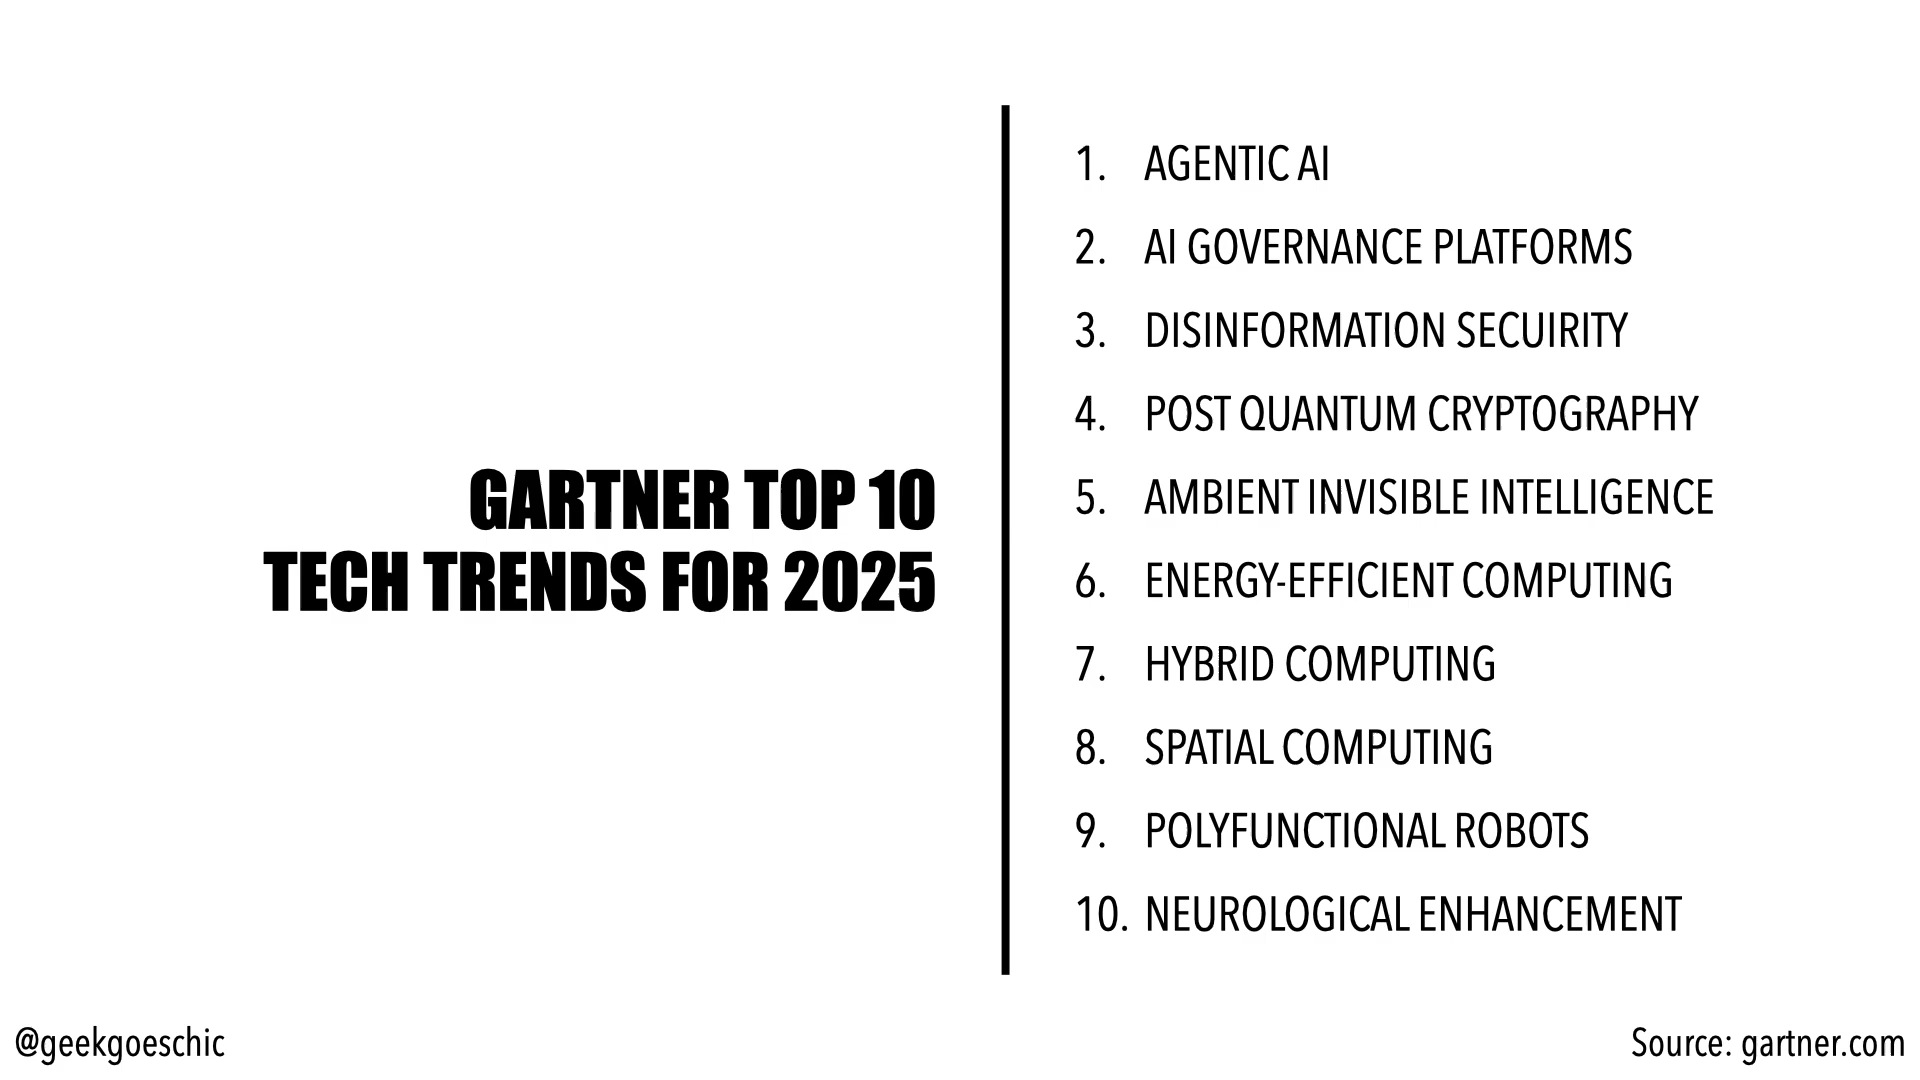 GARTNER TOP 10
TECH TRENDS FOR 2025
1. AGENTIC AI
2. AI GOVERNANCE PLATFORMS
3. DISINFORMATION SECUIRITY
4. POST QUANTUM CRYPTOGRAPHY
5. AMBIENT INVISIBLE INTELLIGENCE
6. ENERGY-EFFICIENT COMPUTING
7. HYBRID COMPUTING
8. SPATIAL COMPUTING
9. POLYFUNCTIONAL ROBOTS
10. NEUROLOGICAL ENHANCEMENT
@geekgoeschic
Source: gartner.com